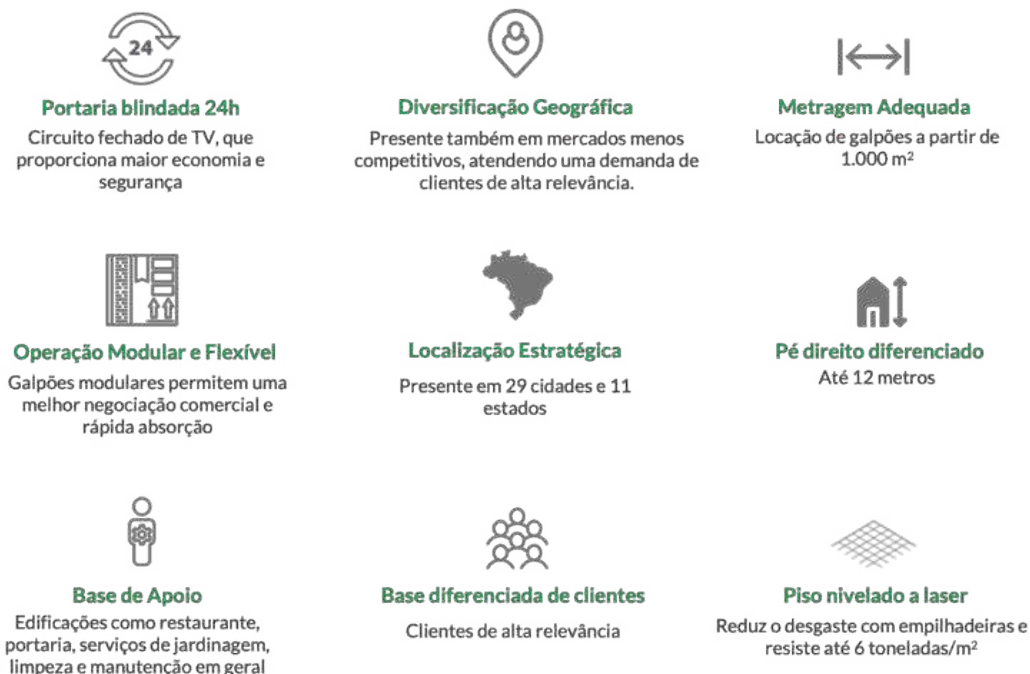 24
Portaria blindada 24h
Circuito fechado de TV, que
proporciona maior economia e
segurança
Diversificação Geográfica
Presente também em mercados menos
competitivos, atendendo uma demanda de
clientes de alta relevância.
Metragem Adequada
Locação de galpões a partir de
1.000 m²
Operação Modular e Flexível
Galpões modulares permitem uma
melhor negociação comercial e
rápida absorção
Localização Estratégica
Presente em 29 cidades e 11
estados
Pé direito diferenciado
Até 12 metros
Base de Apoio
Edificações como restaurante,
portaria, serviços de jardinagem,
limpeza e manutenção em geral
Base diferenciada de clientes
Clientes de alta relevância
Piso nivelado a laser
Reduz o desgaste com empilhadeiras e
resiste até 6 toneladas/m²